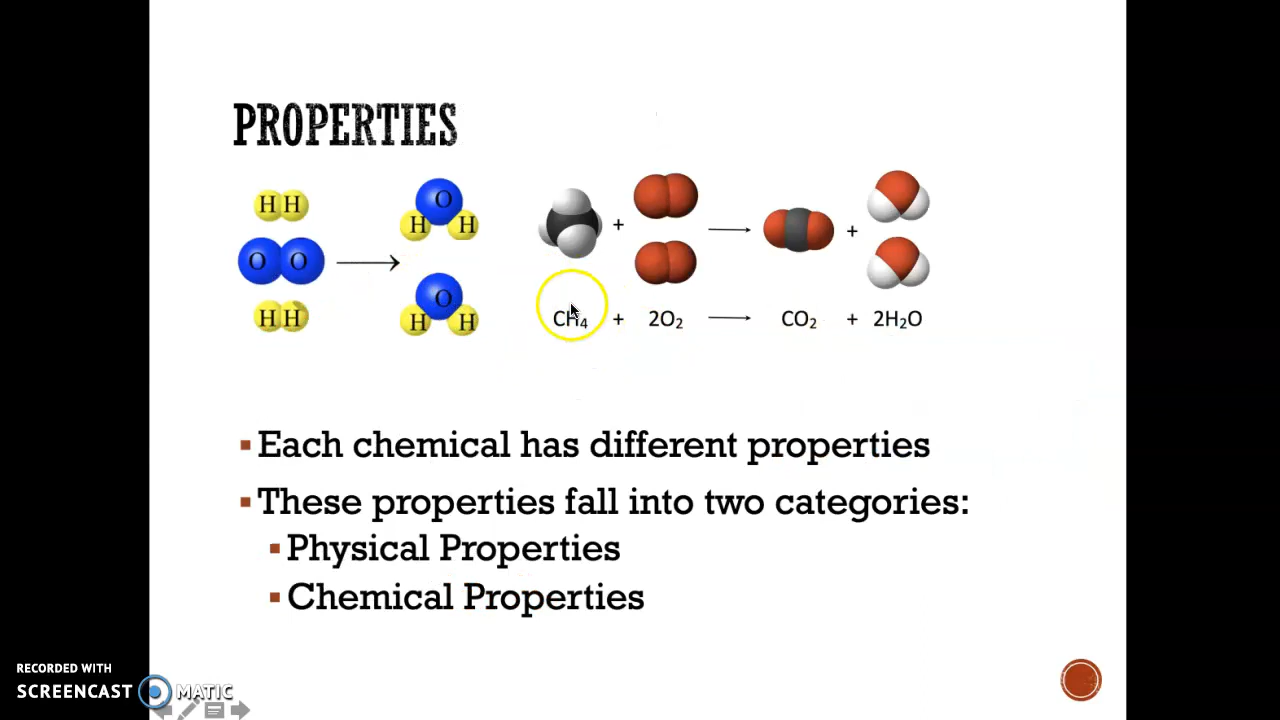 PROPERTIES
H H
O O
H H
O
H H
O
H H
+ → + 
CH₄ + 2O₂ → CO₂ + 2H₂O
▪ Each chemical has different properties
▪ These properties fall into two categories:
▪ Physical Properties
▪ Chemical Properties
RECORDED WITH
SCREENCAST MATIC